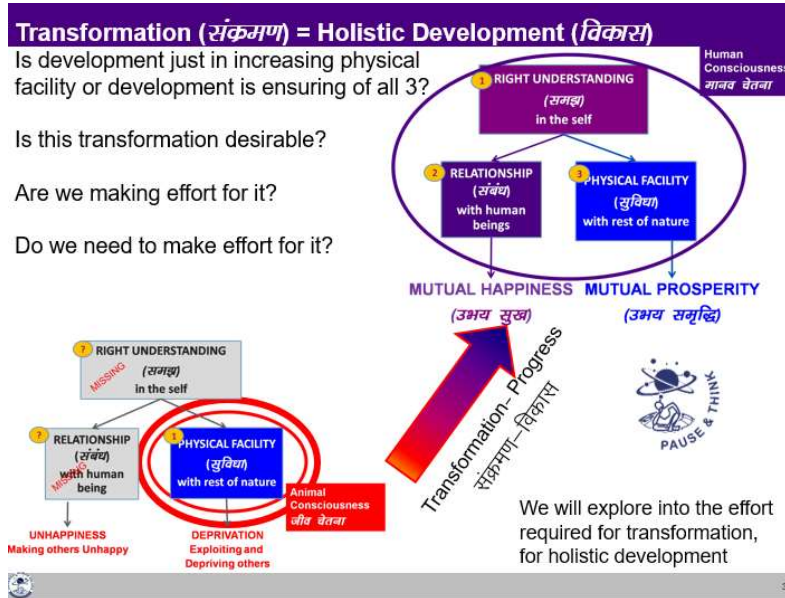 Transformation (संक्रमण) = Holistic Development (विकास)
Is development just in increasing physical
facility or development is ensuring of all 3?
Is this transformation desirable?
Are we making effort for it?
Do we need to make effort for it?
Human
Consciousness
मानव चेतना
1
RIGHT UNDERSTANDING
(समझ)
in the self
2
RELATIONSHIP
(संबंध)
with human
beings
3
PHYSICAL FACILITY
(सुविधा)
with rest of nature
MUTUAL HAPPINESS
(उभय सुख)
MUTUAL PROSPERITY
(उभय समृद्धि)
?
RIGHT UNDERSTANDING
(समझ)
MISSING
in the self
?
RELATIONSHIP
(संबंध)
MISSING
with human
being
1
PHYSICAL FACILITY
(सुविधा)
with rest of nature
Animal
Consciousness
जीव चेतना
UNHAPPINESS
Making others Unhappy
DEPRIVATION
Exploiting and
Depriving others
Transformation- Progress
संक्रमण-विकास
PAUSE & THINK
We will explore into the effort
required for transformation,
for holistic development